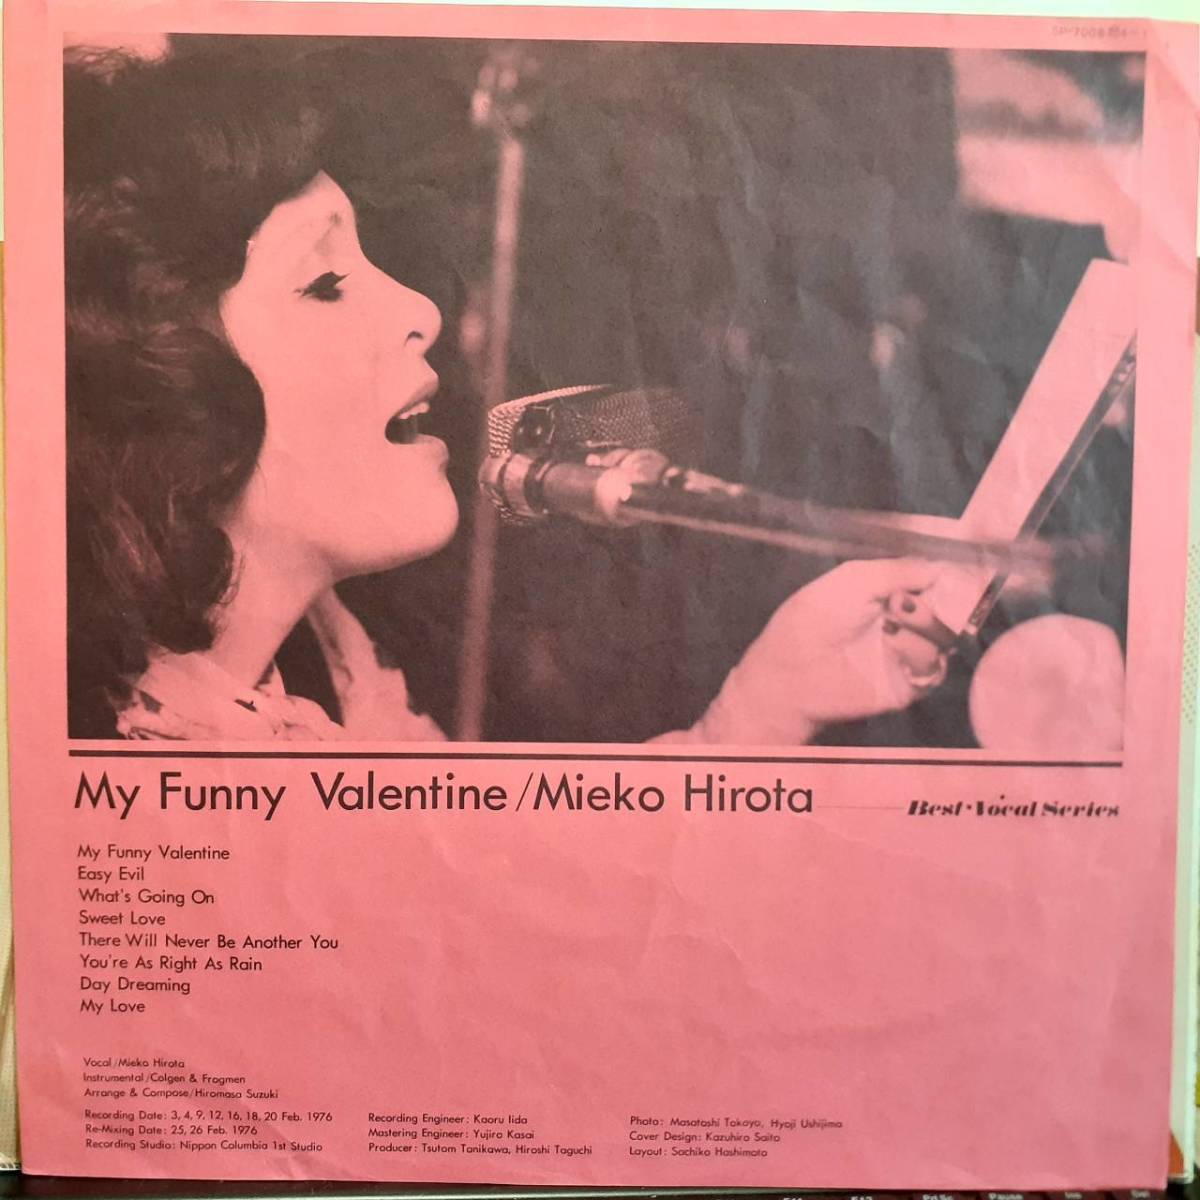 My Funny Valentine/Mieko Hirota
Best·Vocal Series
My Funny Valentine
Easy Evil
What's Going On
Sweet Love
There Will Never Be Another You
You're As Right As Rain
Day Dreaming
My Love
Vocal/Mieko Hirota
Instrumental/Colgen & Frogmen
Arrange & Compose/Hiromasa Suzuki
Recording Date: 3, 4, 9, 12, 16, 18, 20 Feb. 1976
Re-Mixing Date: 25, 26 Feb. 1976
Recording Studio: Nippon Columbia 1st Studio
Recording Engineer: Kaoru Iida
Mastering Engineer: Yujiro Kasai
Producer: Tsutom Tanikawa, Hiroshi Taguchi
Photo: Masatoshi Takoyo, Hyoji Ushijima
Cover Design: Kazuhiro Saito
Layout: Sachiko Hashimoto